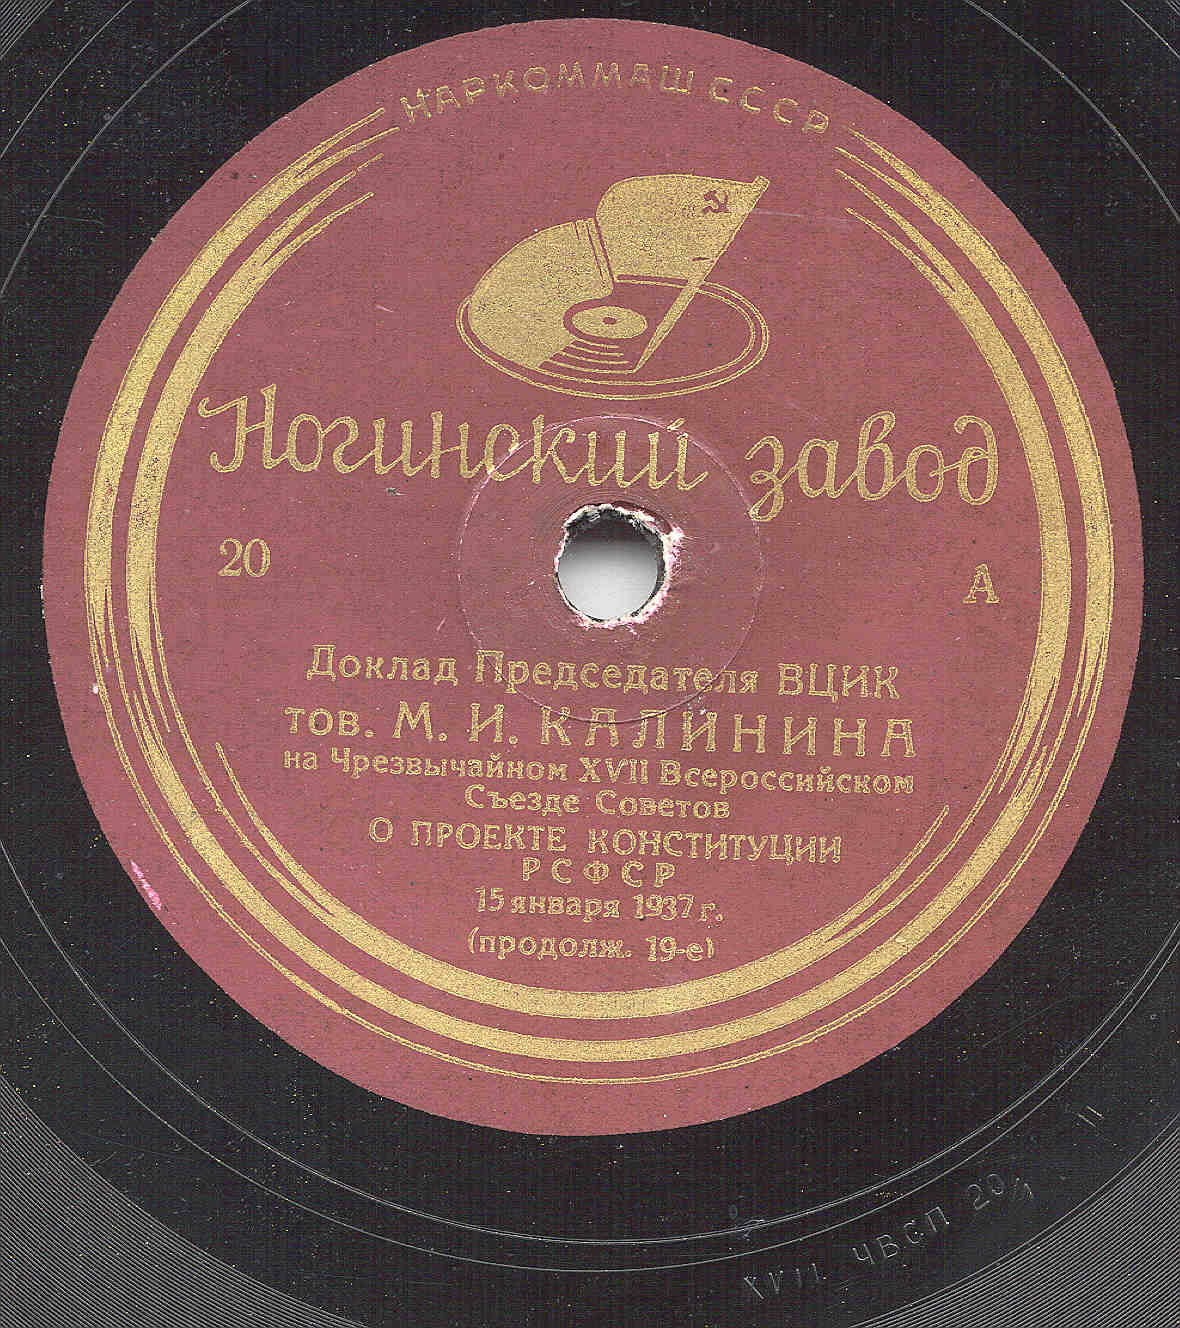 НАРКОММАШ СССР
Ногинский завод
20
А
Доклад Председателя ВЦИК
тов. М. И. КАЛИНИНА
на Чрезвычайном XVII Всероссийском
Съезде Советов
О ПРОЕКТЕ КОНСТИТУЦИИ
РСФСР
15 января 1937 г.
(продолж. 19-е)
XVII ЧВСП 20